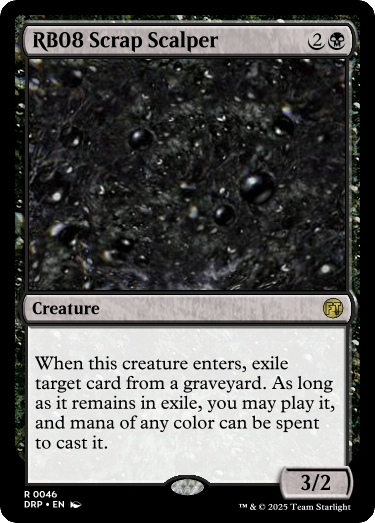 RB08 Scrap Scalper 2
Creature
FT
When this creature enters, exile
target card from a graveyard. As long
as it remains in exile, you may play it,
and mana of any color can be spent
to cast it.
3/2
R 0046
DRP • EN
™ & © 2025 Team Starlight